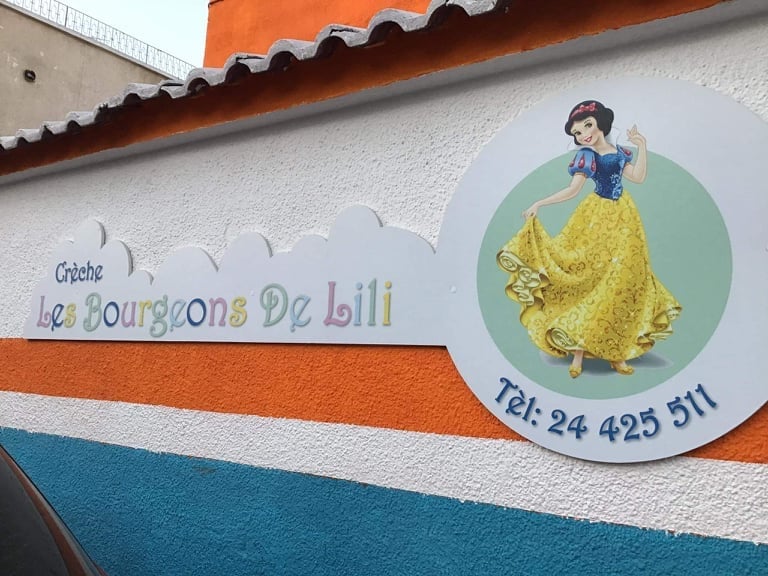 Crèche
Les Bourgeons De Lili
Tèl: 24 425 511